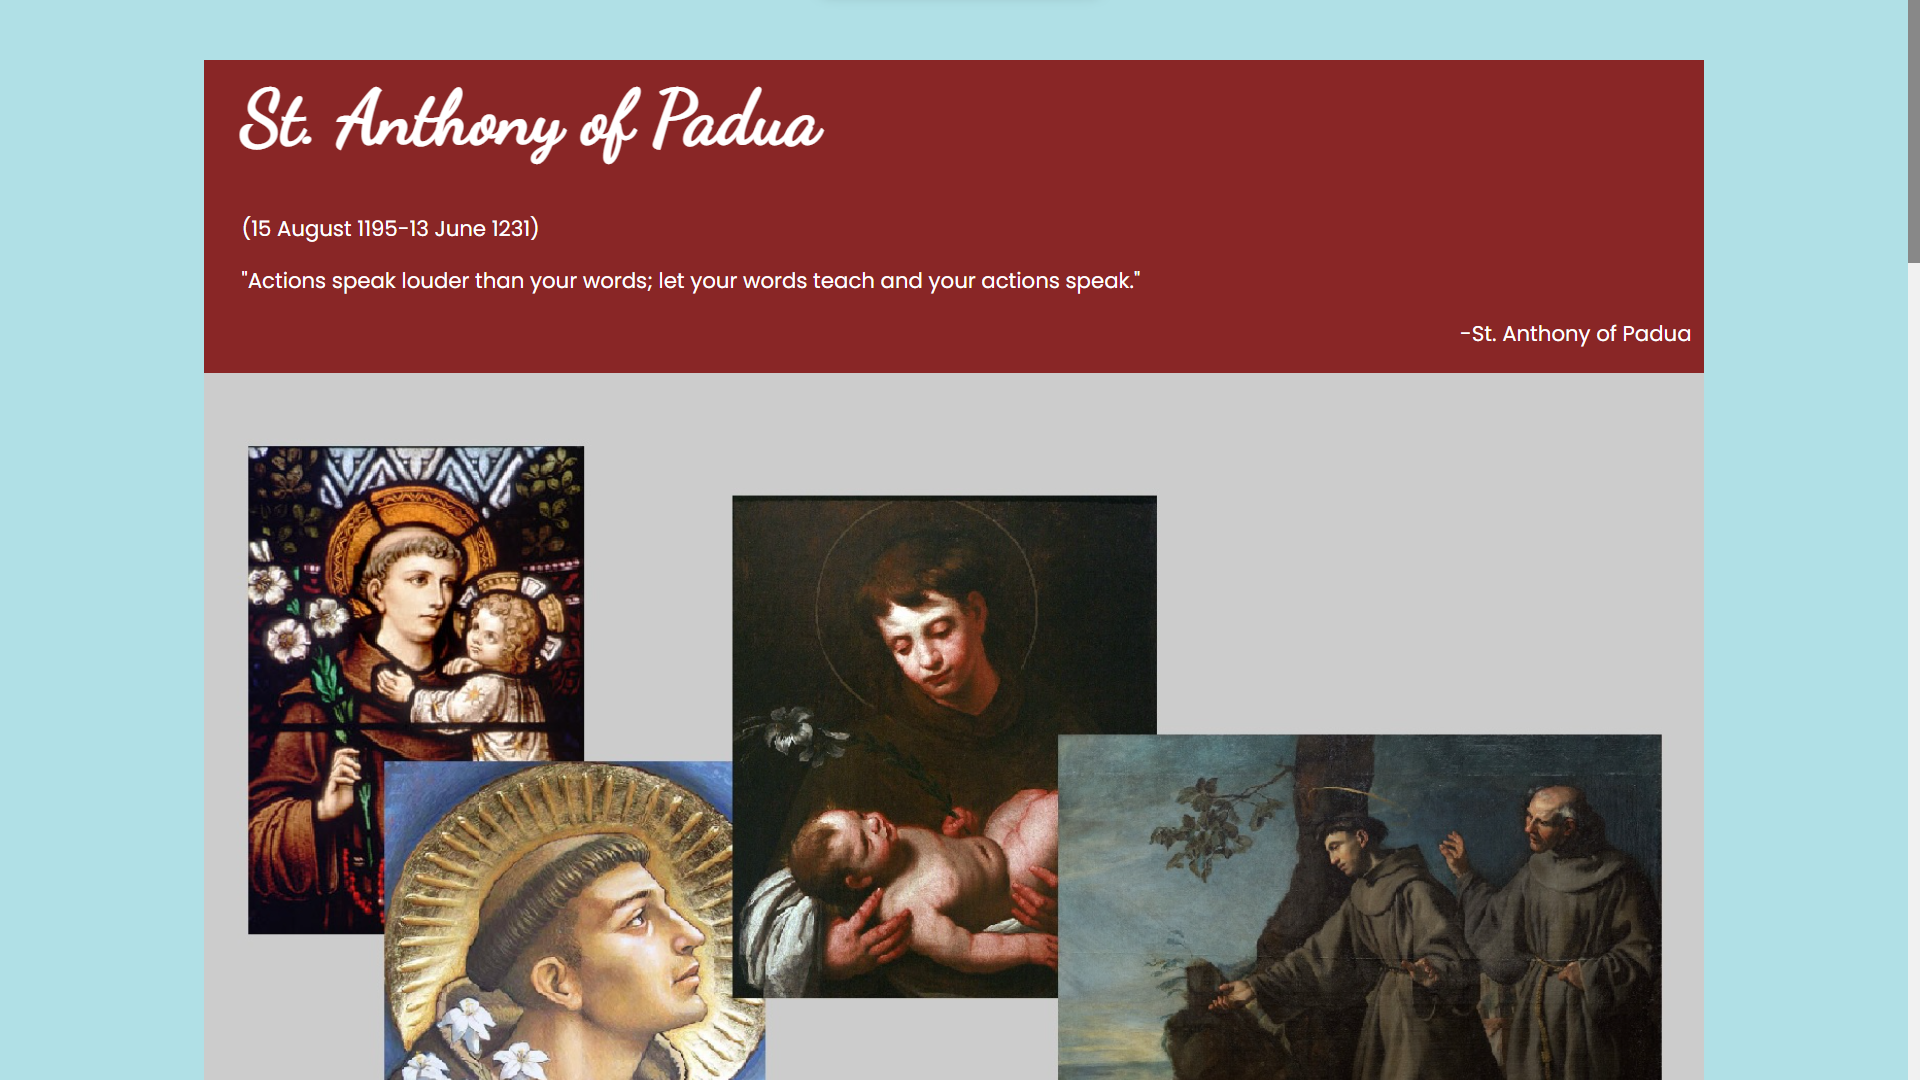 St. Anthony of Padua
(15 August 1195-13 June 1231)
"Actions speak louder than your words; let your words teach and your actions speak."
-St. Anthony of Padua